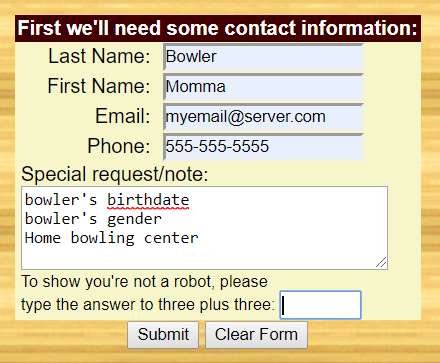 First we'll need some contact information:
Last Name: Bowler
First Name: Momma
Email: myemail@server.com
Phone: 555-555-5555
Special request/note:
bowler's birthdate
bowler's gender
Home bowling center
To show you're not a robot, please
type the answer to three plus three:
Submit Clear Form